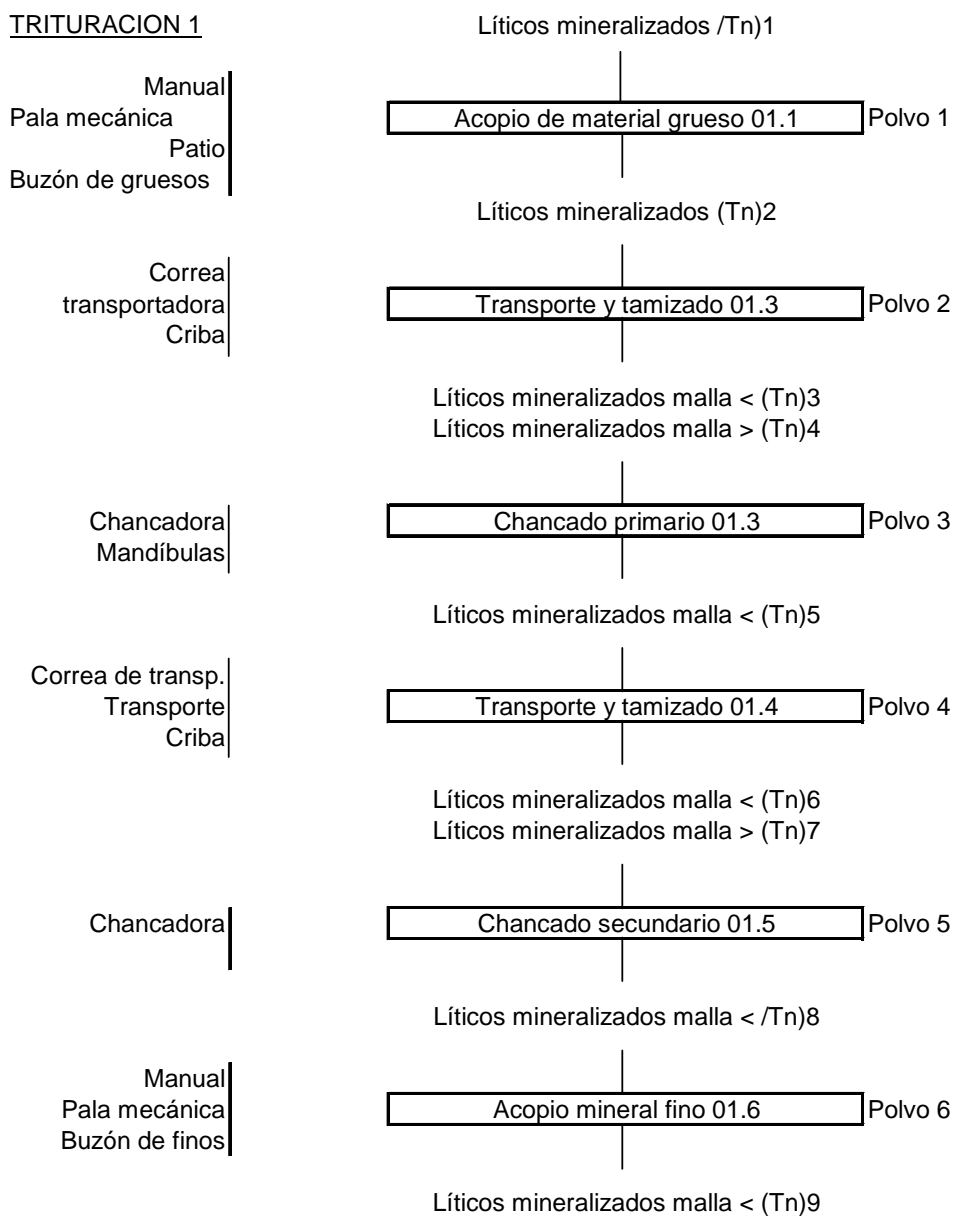 TRITURACION 1
Líticos mineralizados /Tn)1
Manual
Pala mecánica
Patio
Buzón de gruesos
Acopio de material grueso 01.1
Polvo 1
Líticos mineralizados (Tn)2
Correa
transportadora
Criba
Transporte y tamizado 01.3
Polvo 2
Líticos mineralizados malla < (Tn)3
Líticos mineralizados malla > (Tn)4
Chancadora
Mandíbulas
Chancado primario 01.3
Polvo 3
Líticos mineralizados malla < (Tn)5
Correa de transp.
Transporte
Criba
Transporte y tamizado 01.4
Polvo 4
Líticos mineralizados malla < (Tn)6
Líticos mineralizados malla > (Tn)7
Chancadora
Chancado secundario 01.5
Polvo 5
Líticos mineralizados malla < /Tn)8
Manual
Pala mecánica
Buzón de finos
Acopio mineral fino 01.6
Polvo 6
Líticos mineralizados malla < (Tn)9